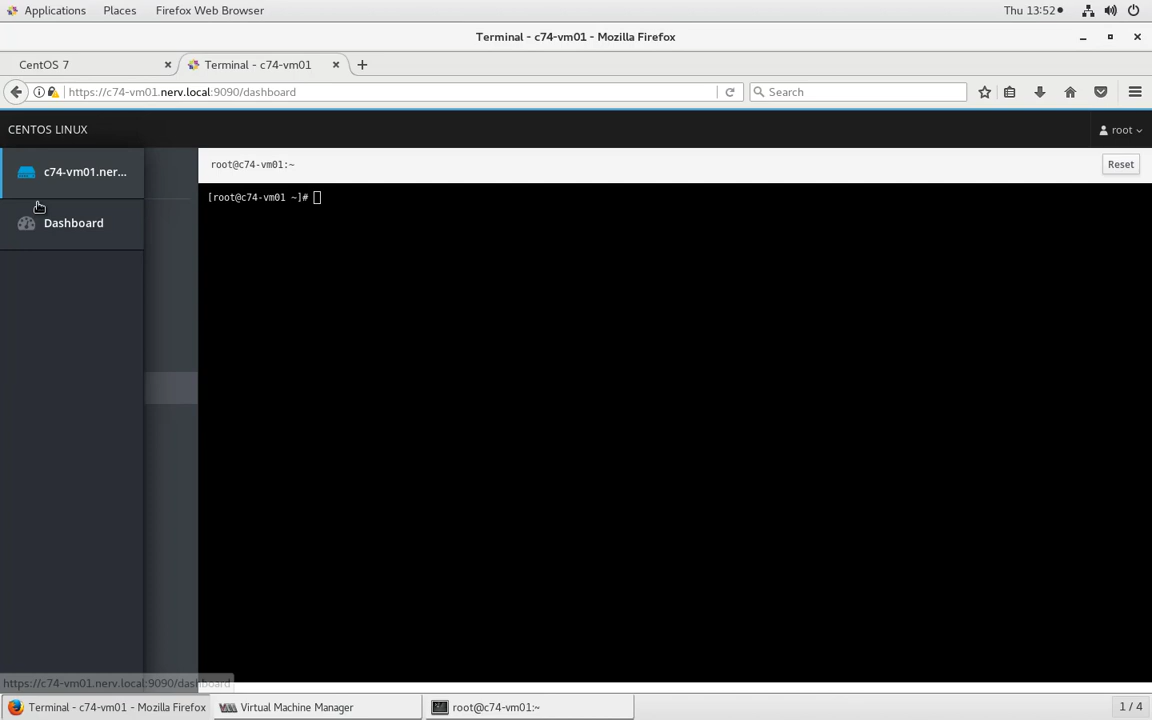 Applications Places Firefox Web Browser Thu 13:52
Terminal - c74-vm01 - Mozilla Firefox
CentOS 7 Terminal - c74-vm01
https://c74-vm01.nerv.local:9090/dashboard Search
CENTOS LINUX root
c74-vm01.ner... root@c74-vm01:~ Reset
[root@c74-vm01 ~]#
Dashboard
https://c74-vm01.nerv.local:9090/dashboard
Terminal - c74-vm01 - Mozilla Firefox Virtual Machine Manager root@c74-vm01:~ 1 / 4